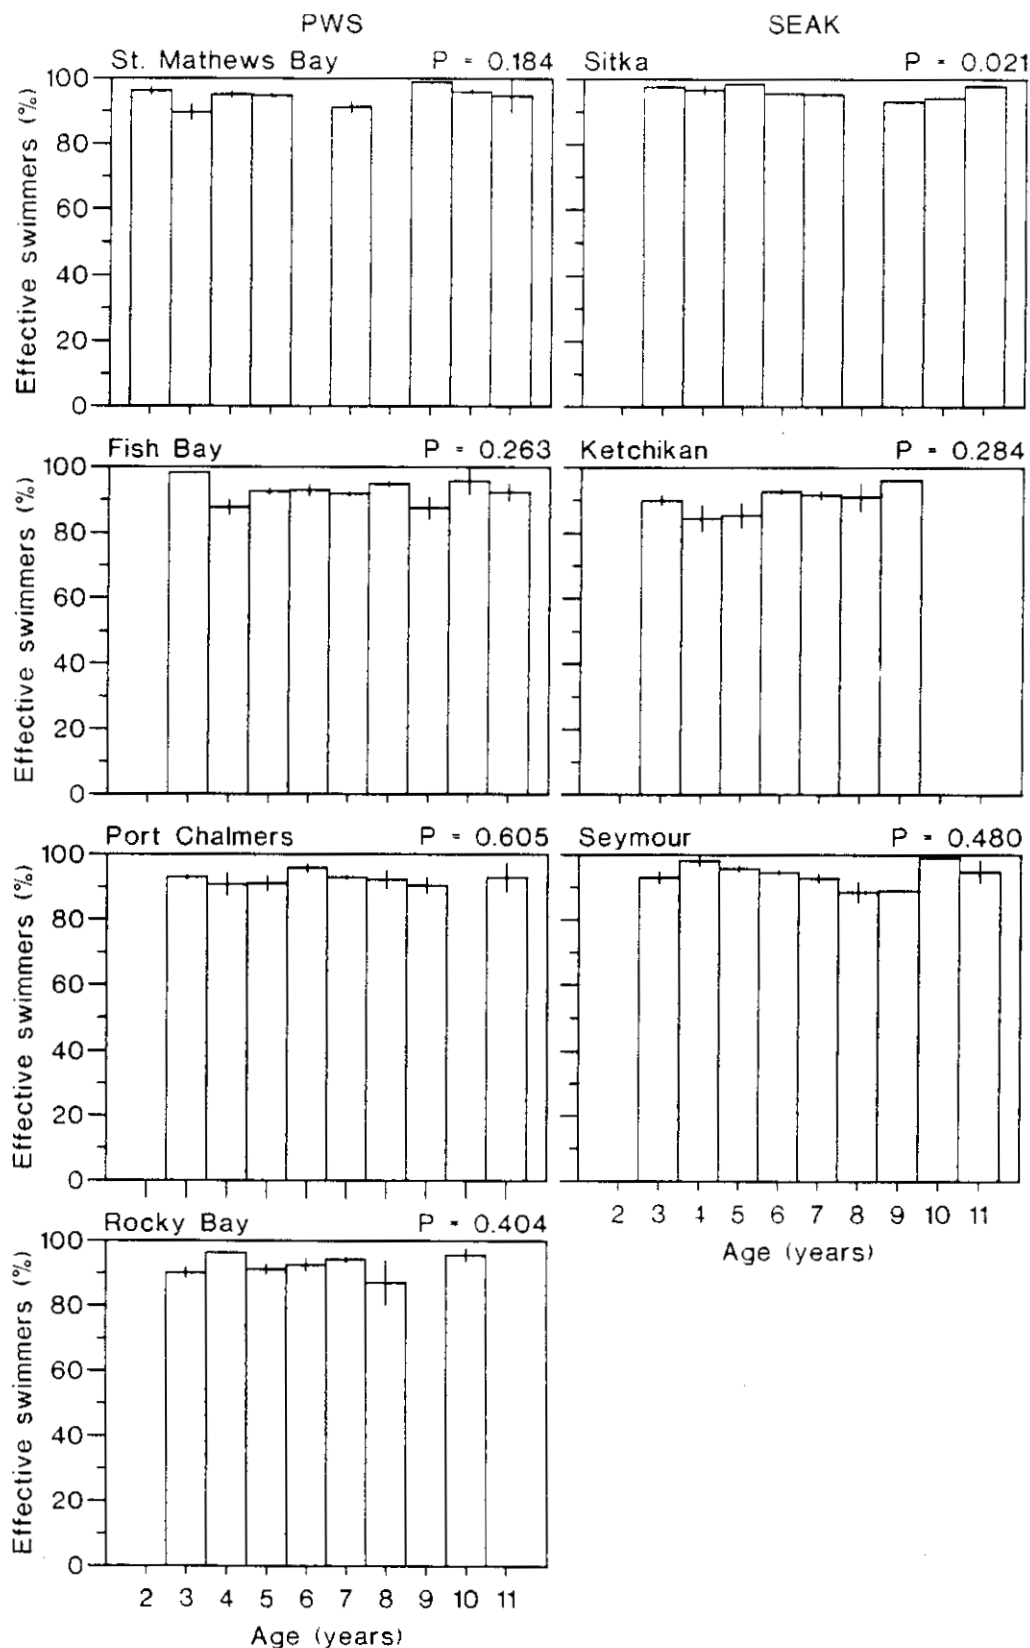 PWS SEAK
St. Mathews Bay P = 0.184 Sitka P = 0.021
Effective swimmers (%)
100
80
60
40
20
0
Fish Bay P = 0.263 Ketchikan P = 0.284
Effective swimmers (%)
100
80
60
40
20
0
Port Chalmers P = 0.605 Seymour P = 0.480
Effective swimmers (%)
100
80
60
40
20
0
2 3 4 5 6 7 8 9 10 11
Age (years)
Rocky Bay P = 0.404
Effective swimmers (%)
100
80
60
40
20
0
2 3 4 5 6 7 8 9 10 11
Age (years)